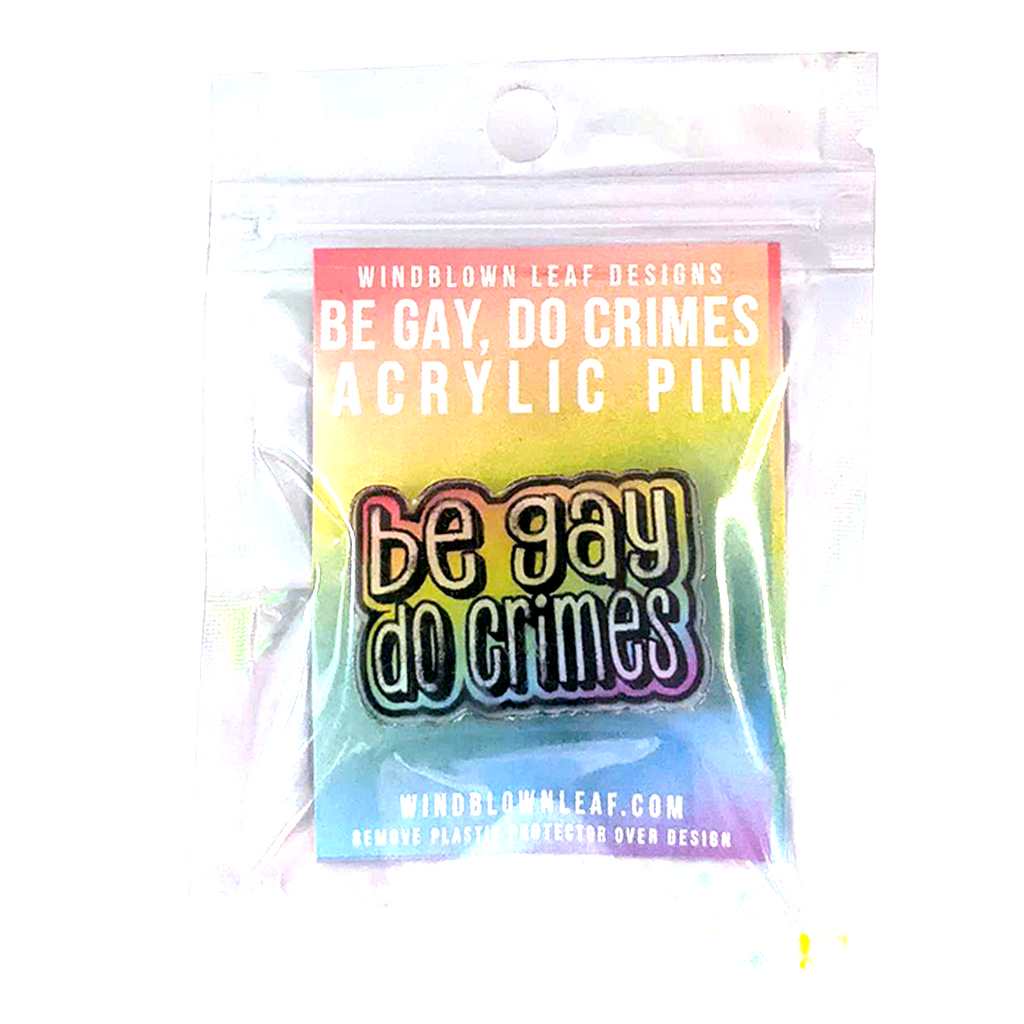 WINDBLOWN LEAF DESIGNS
BE GAY, DO CRIMES
ACRYLIC PIN
be gay
do crimes
WINDBLOWNLEAF.COM
REMOVE PLASTIC PROTECTOR OVER DESIGN